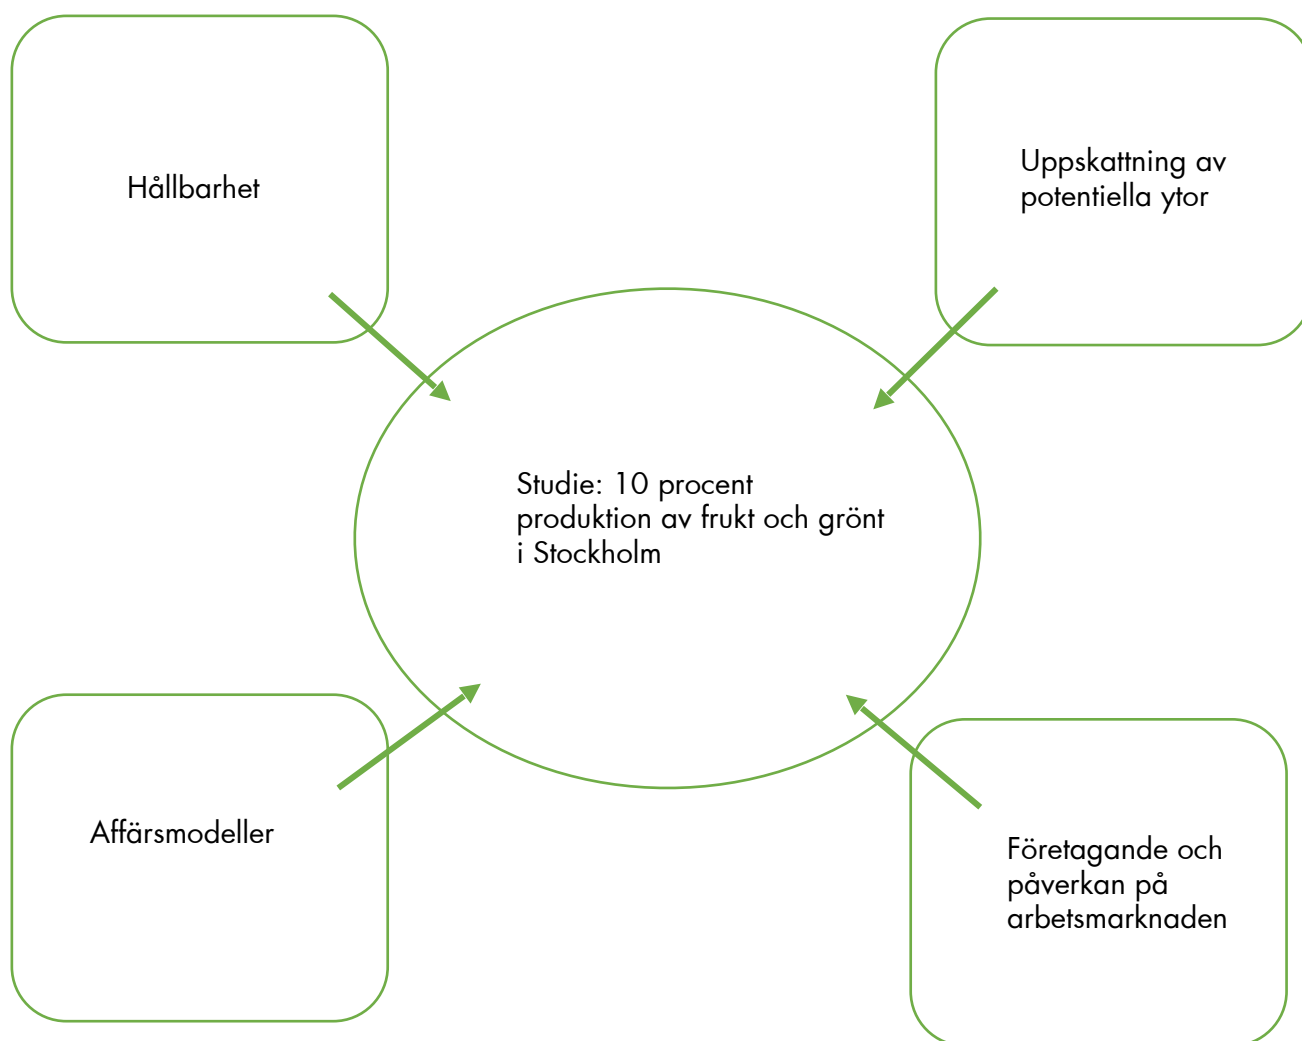 Hållbarhet
Uppskattning av
potentiella ytor
Studie: 10 procent
produktion av frukt och grönt
i Stockholm
Affärsmodeller
Företagande och
påverkan på
arbetsmarknaden